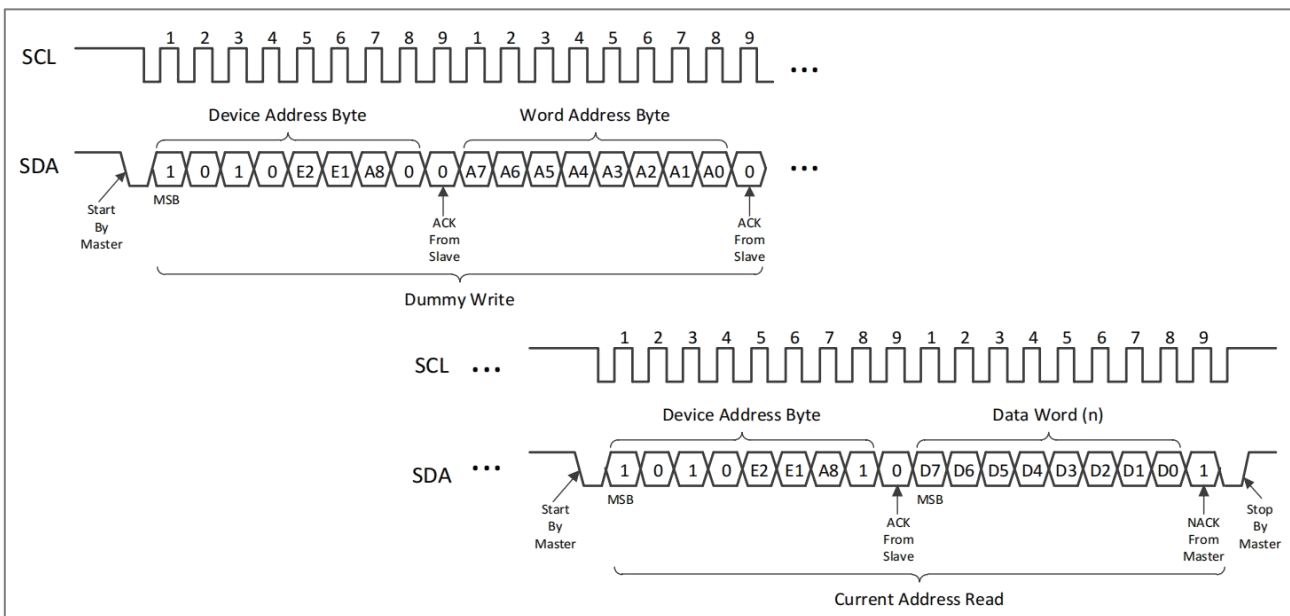 1 2 3 4 5 6 7 8 9 1 2 3 4 5 6 7 8 9
SCL ...
Device Address Byte Word Address Byte
SDA 1 0 1 0 E2 E1 A8 0 0 A7 A6 A5 A4 A3 A2 A1 A0 0 ...
MSB
Start
By
Master
ACK
From
Slave
ACK
From
Slave
Dummy Write
1 2 3 4 5 6 7 8 9 1 2 3 4 5 6 7 8 9
SCL ...
Device Address Byte Data Word (n)
SDA ... 1 0 1 0 E2 E1 A8 1 0 D7 D6 D5 D4 D3 D2 D1 D0 1
MSB MSB
Start
By
Master
ACK
From
Slave
NACK
From
Master
Stop
By
Master
Current Address Read